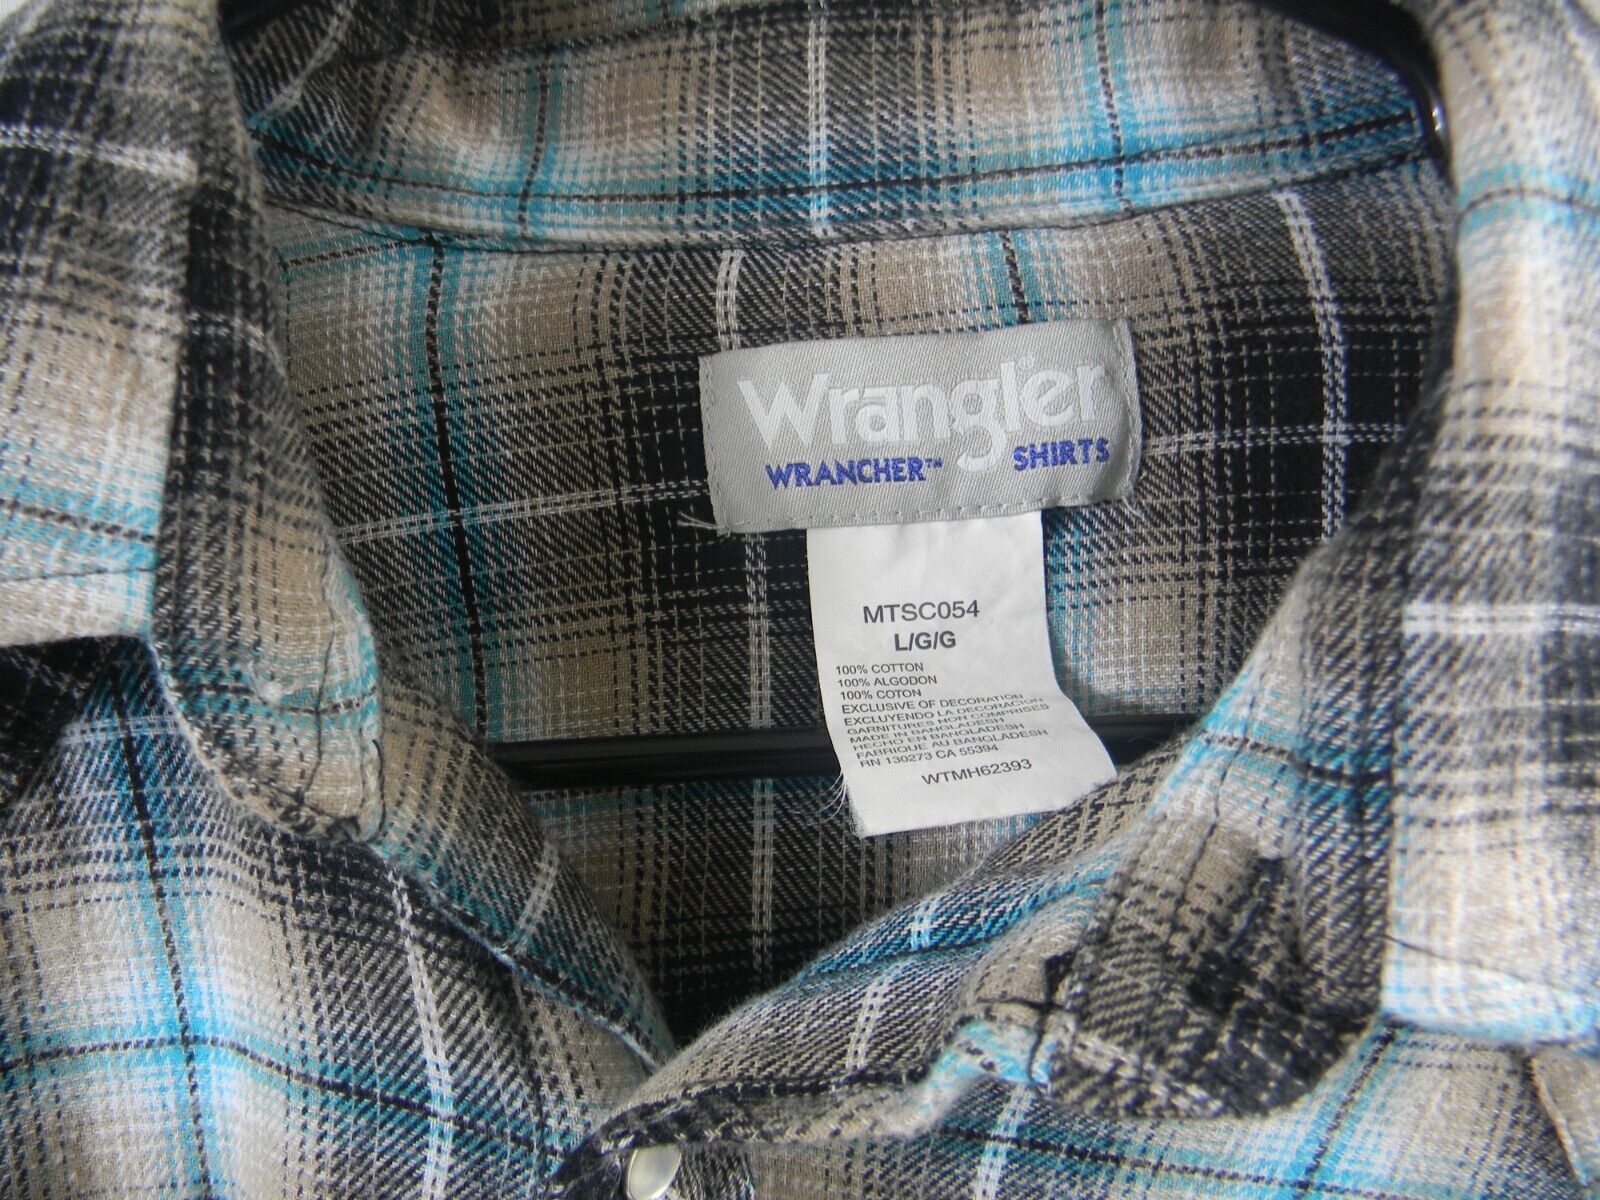 Wrangler
WRANCHER™ SHIRTS
MTSC054
L/G/G
100% COTTON
100% ALGODON
100% COTON
EXCLUSIVE OF DECORATION
EXCLUYENDO LA DECORACION
GARNITURES NON COMPRISES
MADE IN BANGLADESH
HECHO EN BANGLADESH
FABRIQUE AU BANGLADESH
RN 130273 CA 55394
WTMH62393